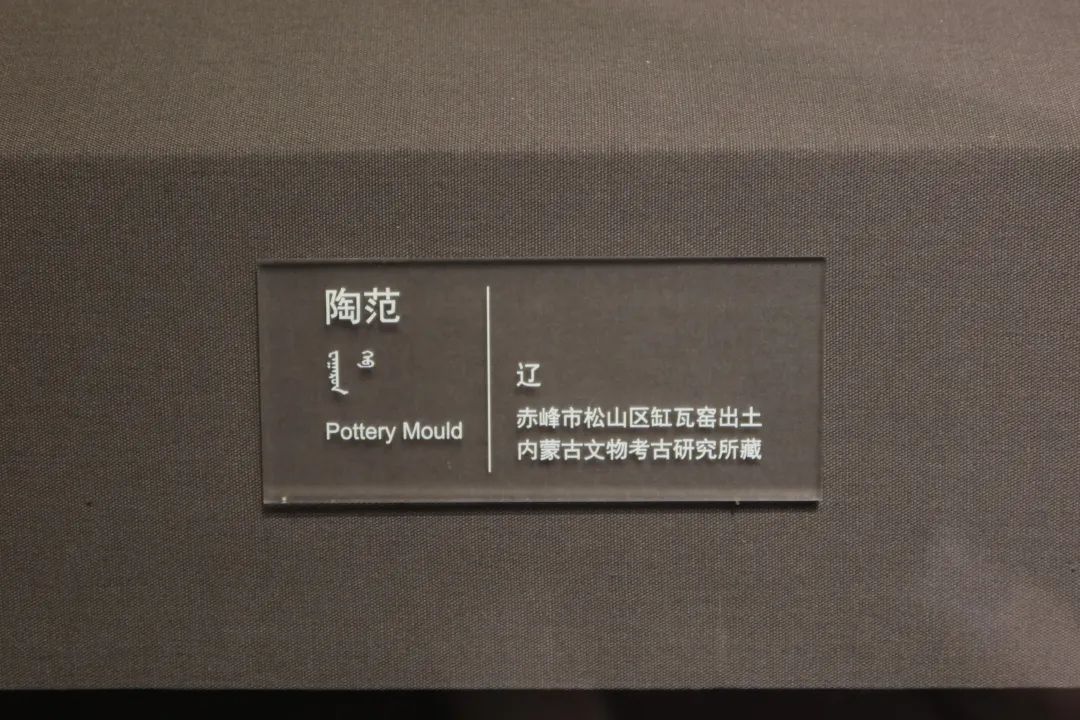 陶范
Pottery Mould
辽
赤峰市松山区缸瓦窑出土
内蒙古文物考古研究所藏